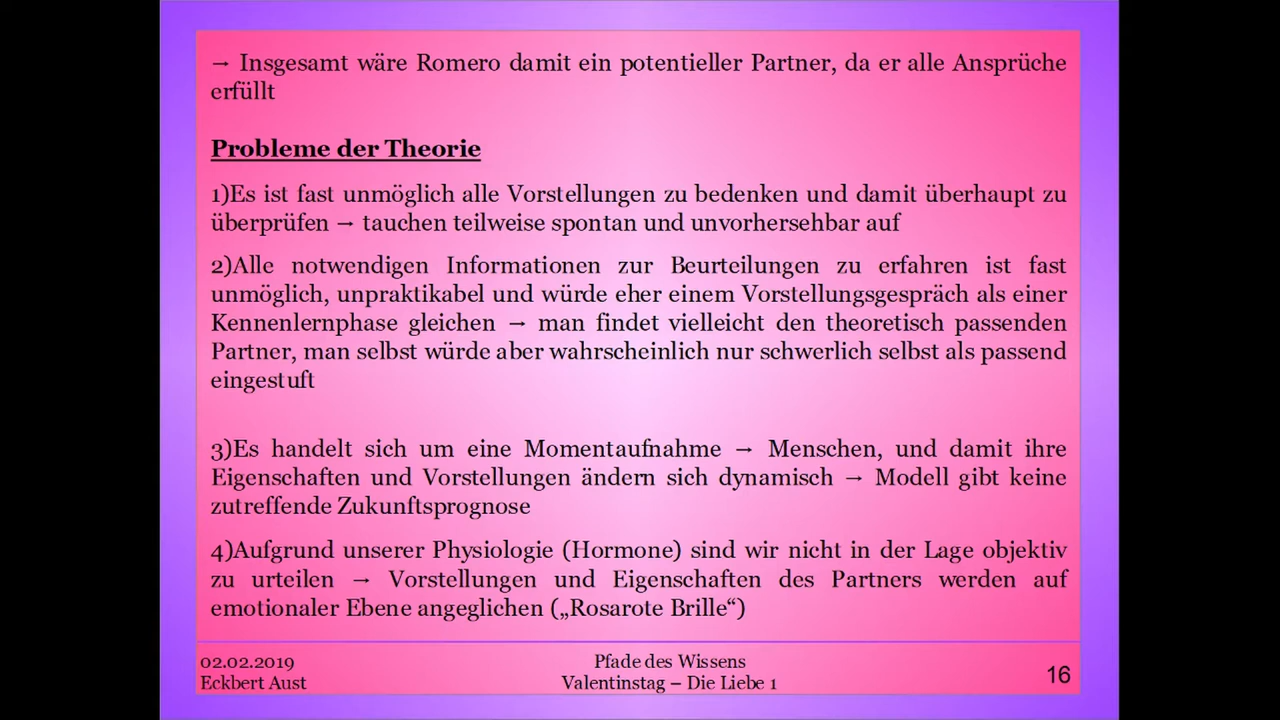 → Insgesamt wäre Romero damit ein potentieller Partner, da er alle Ansprüche
erfüllt
Probleme der Theorie
1)Es ist fast unmöglich alle Vorstellungen zu bedenken und damit überhaupt zu
überprüfen → tauchen teilweise spontan und unvorhersehbar auf
2)Alle notwendigen Informationen zur Beurteilungen zu erfahren ist fast
unmöglich, unpraktikabel und würde eher einem Vorstellungsgespräch als einer
Kennenlernphase gleichen → man findet vielleicht den theoretisch passenden
Partner, man selbst würde aber wahrscheinlich nur schwerlich selbst als passend
eingestuft
3)Es handelt sich um eine Momentaufnahme → Menschen, und damit ihre
Eigenschaften und Vorstellungen ändern sich dynamisch → Modell gibt keine
zutreffende Zukunftsprognose
4)Aufgrund unserer Physiologie (Hormone) sind wir nicht in der Lage objektiv
zu urteilen → Vorstellungen und Eigenschaften des Partners werden auf
emotionaler Ebene angeglichen („Rosarote Brille“)
02.02.2019
Eckbert Aust
Pfade des Wissens
Valentinstag – Die Liebe 1
16